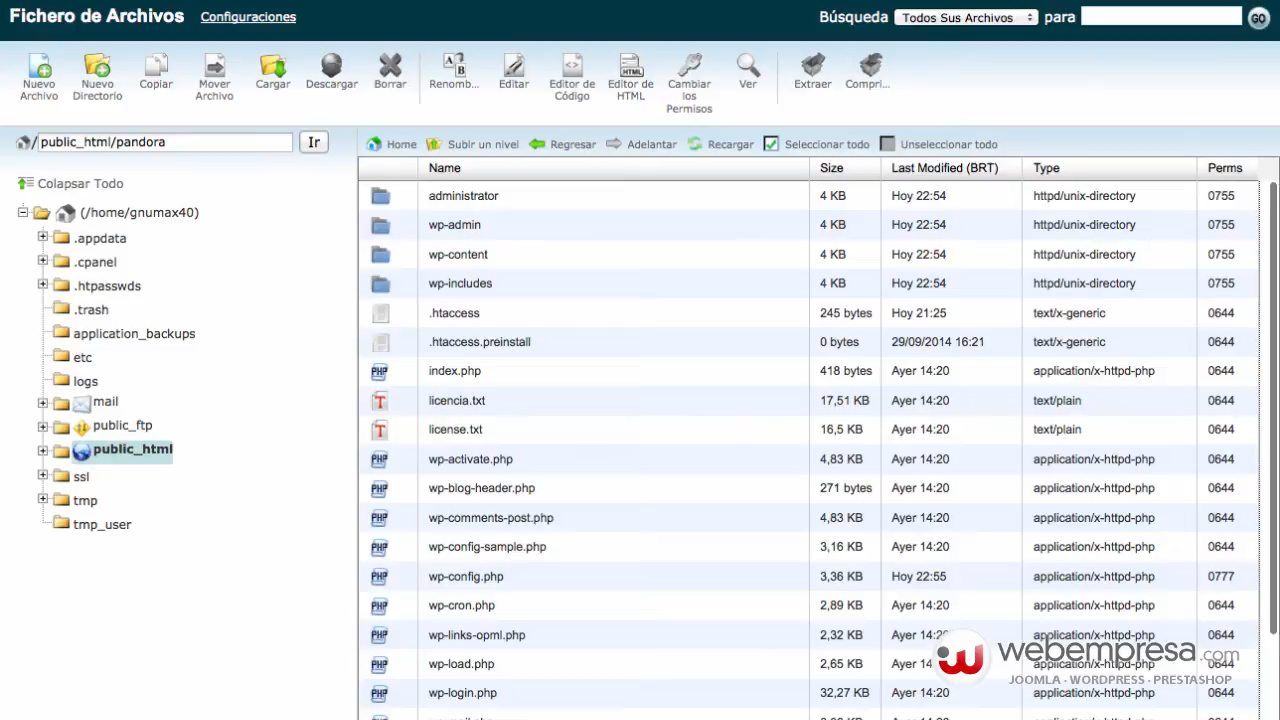 Fichero de Archivos Configuraciones Búsqueda Todos Sus Archivos para GO
Nuevo Archivo
Nuevo Directorio
Copiar
Mover Archivo
Cargar
Descargar
Borrar
Renomb...
Editar
Editor de Código
Editor de HTML
Cambiar los Permisos
Ver
Extraer
Compri...
/ public_html/pandora Ir
Home Subir un nivel Regresar Adelantar Recargar Seleccionar todo Unseleccionar todo
Colapsar Todo
(/home/gnumax40)
.appdata
.cpanel
.htpasswds
.trash
application_backups
etc
logs
mail
public_ftp
public_html
ssl
tmp
tmp_user
Name Size Last Modified (BRT) Type Perms
administrator 4 KB Hoy 22:54 httpd/unix-directory 0755
wp-admin 4 KB Hoy 22:54 httpd/unix-directory 0755
wp-content 4 KB Hoy 22:54 httpd/unix-directory 0755
wp-includes 4 KB Hoy 22:54 httpd/unix-directory 0755
.htaccess 245 bytes Hoy 21:25 text/x-generic 0644
.htaccess.preinstall 0 bytes 29/09/2014 16:21 text/x-generic 0644
index.php 418 bytes Ayer 14:20 application/x-httpd-php 0644
licencia.txt 17,51 KB Ayer 14:20 text/plain 0644
license.txt 16,5 KB Ayer 14:20 text/plain 0644
wp-activate.php 4,83 KB Ayer 14:20 application/x-httpd-php 0644
wp-blog-header.php 271 bytes Ayer 14:20 application/x-httpd-php 0644
wp-comments-post.php 4,83 KB Ayer 14:20 application/x-httpd-php 0644
wp-config-sample.php 3,16 KB Ayer 14:20 application/x-httpd-php 0644
wp-config.php 3,36 KB Hoy 22:55 application/x-httpd-php 0777
wp-cron.php 2,89 KB Ayer 14:20 application/x-httpd-php 0644
wp-links-opml.php 2,32 KB Ayer 14:20 application/x-httpd-php 0644
wp-load.php 2,65 KB Ayer application/x-httpd-php 0644
wp-login.php 32,27 KB Ayer 14:20 application/x-httpd-php 0644
webempresa.com
JOOMLA · WORDPRESS · PRESTASHOP